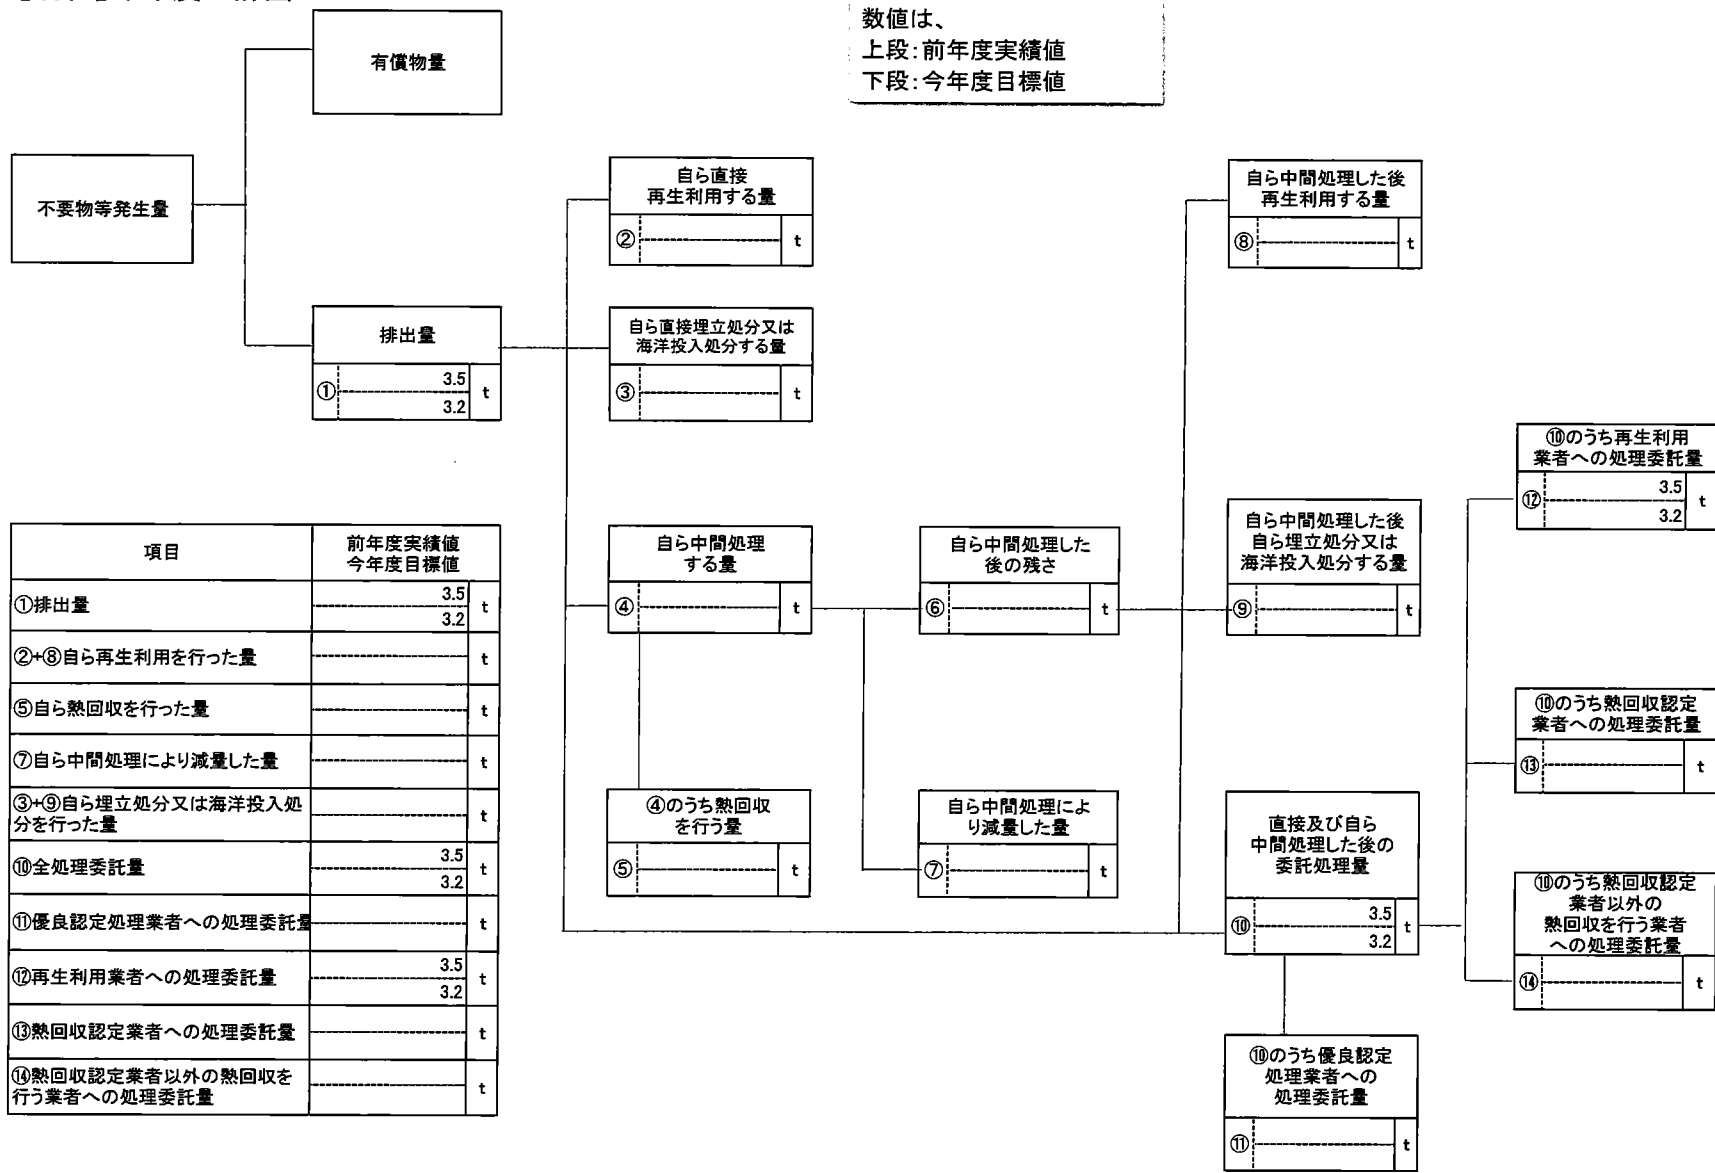 数値は、
上段:前年度実績値
下段:今年度目標値
有償物量
不要物等発生量
排出量
①
3.5
3.2
t
自ら直接
再生利用する量
②
t
自ら直接埋立処分又は
海洋投入処分する量
③
t
自ら中間処理
する量
④
t
④のうち熱回収
を行う量
⑤
t
自ら中間処理した
後の残さ
⑥
t
自ら中間処理によ
り減量した量
⑦
t
自ら中間処理した後
再生利用する量
⑧
t
自ら中間処理した後
自ら埋立処分又は
海洋投入処分する量
⑨
t
直接及び自ら
中間処理した後の
委託処理量
⑩
3.5
3.2
t
⑩のうち優良認定
処理業者への
処理委託量
⑪
t
⑩のうち再生利用
業者への処理委託量
⑫
3.5
3.2
t
⑩のうち熱回収認定
業者への処理委託量
⑬
t
⑩のうち熱回収認定
業者以外の
熱回収を行う業者
への処理委託量
⑭
t
項目
前年度実績値
今年度目標値
①排出量
3.5
3.2
t
②+⑧自ら再生利用を行った量
t
⑤自ら熱回収を行った量
t
⑦自ら中間処理により減量した量
t
③+⑨自ら埋立処分又は海洋投入処
分を行った量
t
⑩全処理委託量
3.5
3.2
t
⑪優良認定処理業者への処理委託量
t
⑫再生利用業者への処理委託量
3.5
3.2
t
⑬熱回収認定業者への処理委託量
t
⑭熱回収認定業者以外の熱回収を
行う業者への処理委託量
t